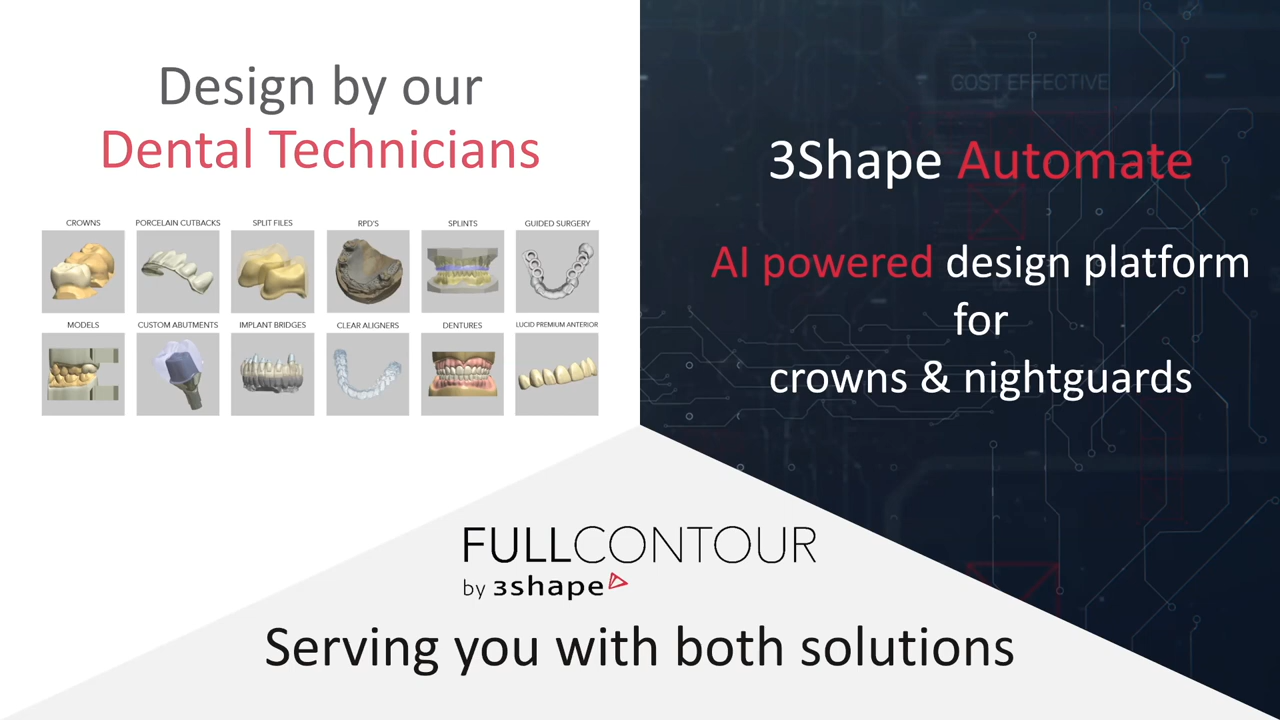 Design by our
Dental Technicians
CROWNS
PORCELAIN CUTBACKS
SPLIT FILES
RPD'S
SPLINTS
GUIDED SURGERY
MODELS
CUSTOM ABUTMENTS
IMPLANT BRIDGES
CLEAR ALIGNERS
DENTURES
LUCID PREMIUM ANTERIOR
GOST EFFECTIVE
3Shape Automate
AI powered design platform
for
crowns & nightguards
FULLCONTOUR
by 3shape
Serving you with both solutions